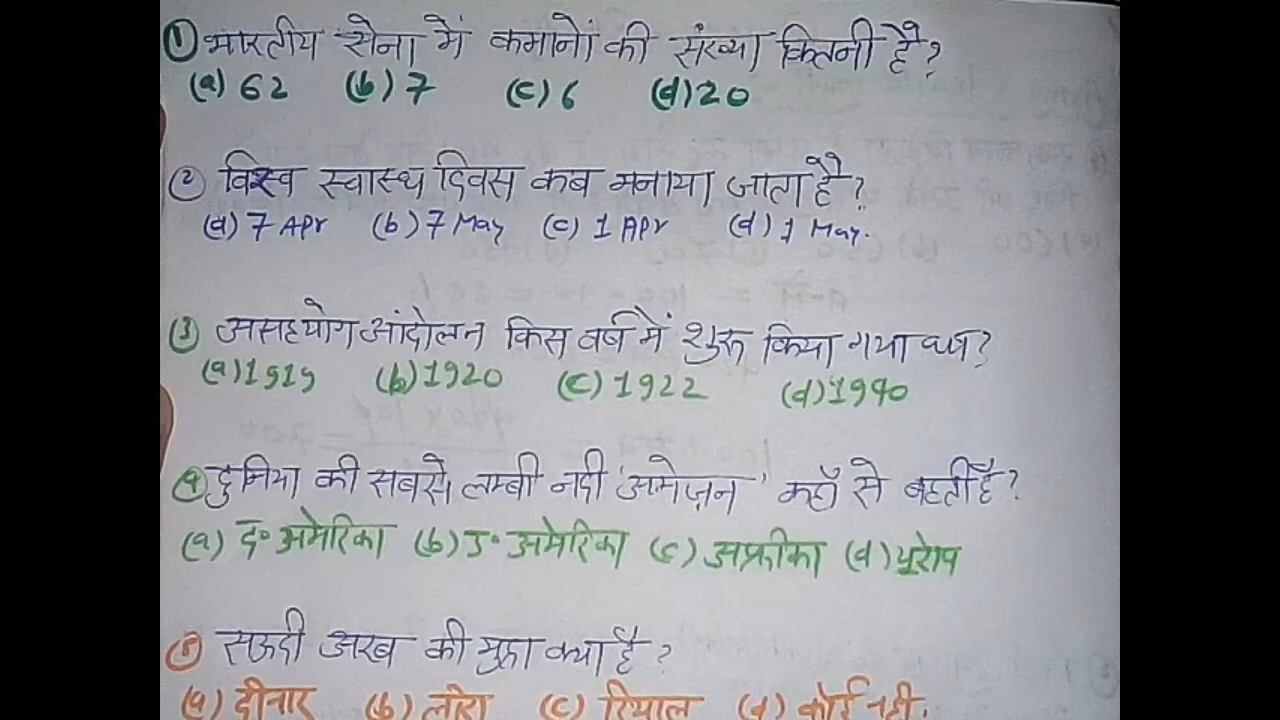 ① भारतीय सेना में कमानों की संख्या कितनी है?
(a) 62 (b) 7 (c) 6 (d) 20
② विश्व स्वास्थ दिवस कब मनाया जाता है?
(a) 7 Apr (b) 7 May (c) 1 Apr (d) 1 May.
③ असहयोग आंदोलन किस वर्ष में शुरू किया गया था?
(a) 1919 (b) 1920 (c) 1922 (d) 1940
④ दुनिया की सबसे लम्बी नदी 'अमेज़न' कहाँ से बहती है?
(a) द० अमेरिका (b) उ० अमेरिका (c) अफ्रीका (d) यूरोप
⑤ सऊदी अरब की मुद्रा क्या है?
(a) दीनार (b) लीरा (c) रियाल (d) कोई नही.